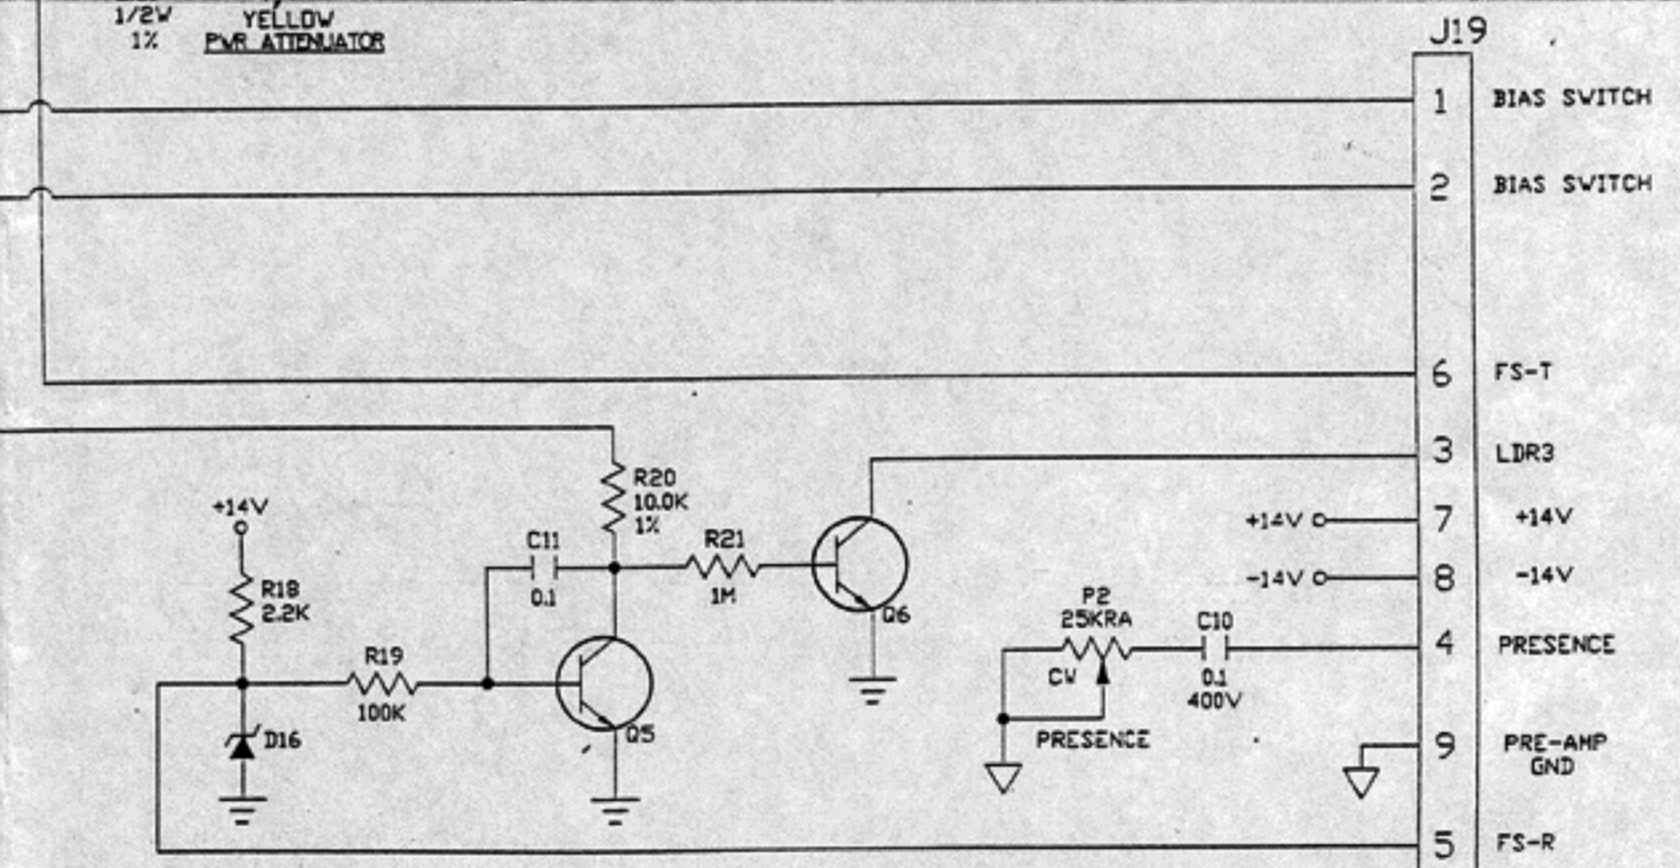 1/2W YELLOW
1% PWR ATTENUATOR
J19
1 BIAS SWITCH
2 BIAS SWITCH
6 FS-T
3 LDR3
R20
10.0K
1%
+14V
+14V 7 +14V
C11
R21
0.1
1M
-14V 8 -14V
R18
2.2K
Q6
P2
25KRA
C10
4 PRESENCE
R19
CW
0.1
400V
100K
D16
Q5
PRESENCE
9 PRE-AMP
GND
5 FS-R